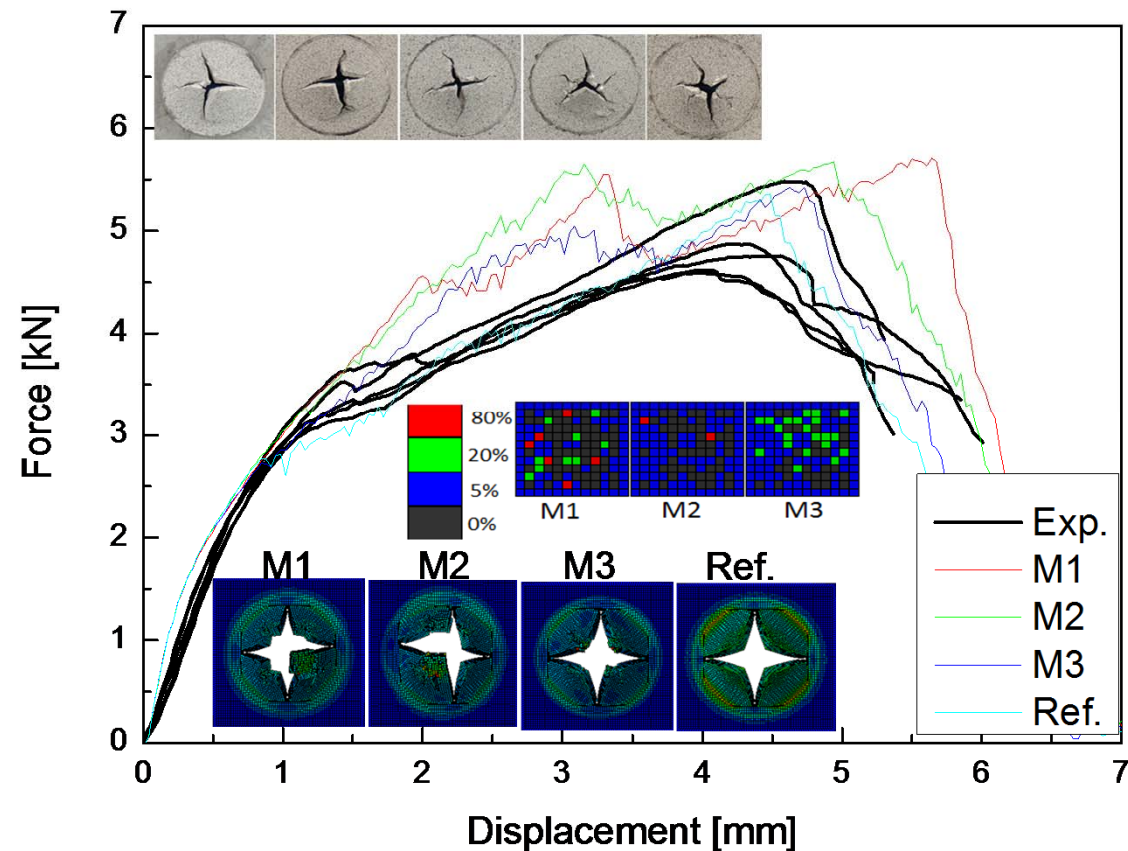 7
6
5
4
3
2
1
0
Force [kN]
80%
20%
5%
0%
M1 M2 M3
M1 M2 M3 Ref.
Exp.
M1
M2
M3
Ref.
0 1 2 3 4 5 6 7
Displacement [mm]